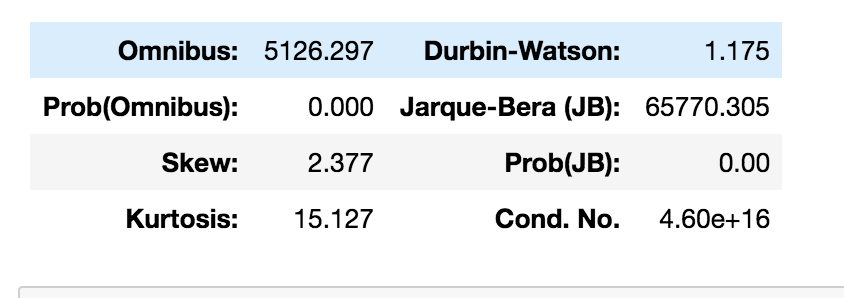 Omnibus: 5126.297 Durbin-Watson: 1.175
Prob(Omnibus): 0.000 Jarque-Bera (JB): 65770.305
Skew: 2.377 Prob(JB): 0.00
Kurtosis: 15.127 Cond. No. 4.60e+16